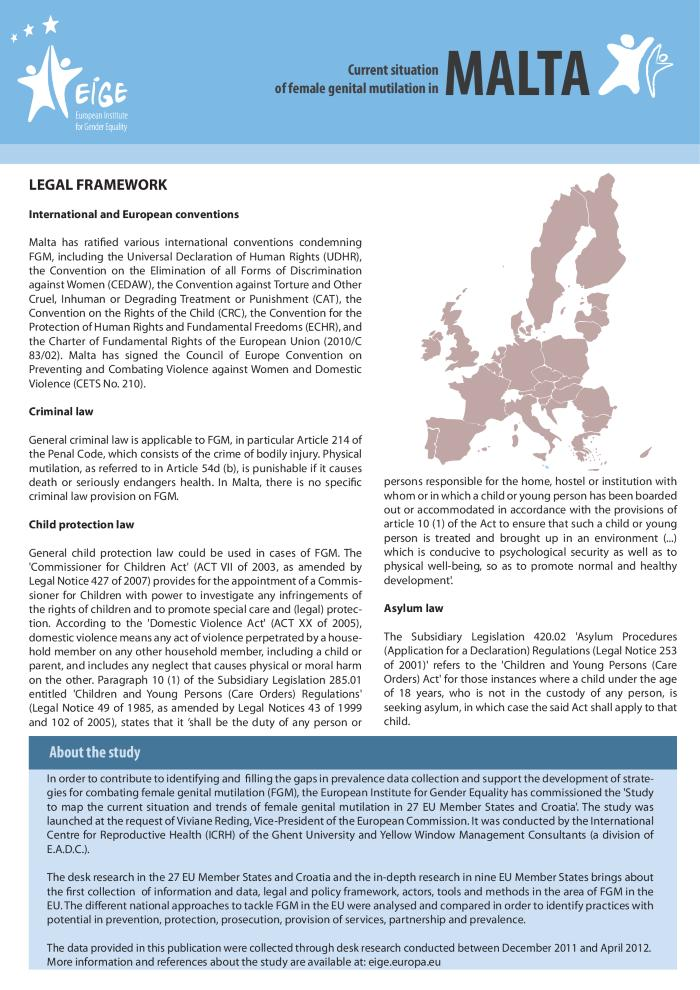 EIGE
European Institute
for Gender Equality
Current situation
of female genital mutilation in
MALTA
LEGAL FRAMEWORK
International and European conventions
Malta has ratified various international conventions condemning
FGM, including the Universal Declaration of Human Rights (UDHR),
the Convention on the Elimination of all Forms of Discrimination
against Women (CEDAW), the Convention against Torture and Other
Cruel, Inhuman or Degrading Treatment or Punishment (CAT), the
Convention on the Rights of the Child (CRC), the Convention for the
Protection of Human Rights and Fundamental Freedoms (ECHR), and
the Charter of Fundamental Rights of the European Union (2010/C
83/02). Malta has signed the Council of Europe Convention on
Preventing and Combating Violence against Women and Domestic
Violence (CETS No. 210).
Criminal law
General criminal law is applicable to FGM, in particular Article 214 of
the Penal Code, which consists of the crime of bodily injury. Physical
mutilation, as referred to in Article 54d (b), is punishable if it causes
death or seriously endangers health. In Malta, there is no specific
criminal law provision on FGM.
Child protection law
General child protection law could be used in cases of FGM. The
'Commissioner for Children Act' (ACT VII of 2003, as amended by
Legal Notice 427 of 2007) provides for the appointment of a Commis-
sioner for Children with power to investigate any infringements of
the rights of children and to promote special care and (legal) protec-
tion. According to the 'Domestic Violence Act' (ACT XX of 2005),
domestic violence means any act of violence perpetrated by a house-
hold member on any other household member, including a child or
parent, and includes any neglect that causes physical or moral harm
on the other. Paragraph 10 (1) of the Subsidiary Legislation 285.01
entitled 'Children and Young Persons (Care Orders) Regulations'
(Legal Notice 49 of 1985, as amended by Legal Notices 43 of 1999
and 102 of 2005), states that it 'shall be the duty of any person or
persons responsible for the home, hostel or institution with
whom or in which a child or young person has been boarded
out or accommodated in accordance with the provisions of
article 10 (1) of the Act to ensure that such a child or young
person is treated and brought up in an environment (...)
which is conducive to psychological security as well as to
physical well-being, so as to promote normal and healthy
development'.
Asylum law
The Subsidiary Legislation 420.02 'Asylum Procedures
(Application for a Declaration) Regulations (Legal Notice 253
of 2001)' refers to the 'Children and Young Persons (Care
Orders) Act' for those instances where a child under the age
of 18 years, who is not in the custody of any person, is
seeking asylum, in which case the said Act shall apply to that
child.
About the study
In order to contribute to identifying and filling the gaps in prevalence data collection and support the development of strate-
gies for combating female genital mutilation (FGM), the European Institute for Gender Equality has commissioned the 'Study
to map the current situation and trends of female genital mutilation in 27 EU Member States and Croatia'. The study was
launched at the request of Viviane Reding, Vice-President of the European Commission. It was conducted by the International
Centre for Reproductive Health (ICRH) of the Ghent University and Yellow Window Management Consultants (a division of
E.A.D.C.).
The desk research in the 27 EU Member States and Croatia and the in-depth research in nine EU Member States brings about
the first collection of information and data, legal and policy framework, actors, tools and methods in the area of FGM in the
EU. The different national approaches to tackle FGM in the EU were analysed and compared in order to identify practices with
potential in prevention, protection, prosecution, provision of services, partnership and prevalence.
The data provided in this publication were collected through desk research conducted between December 2011 and April 2012.
More information and references about the study are available at: eige.europa.eu